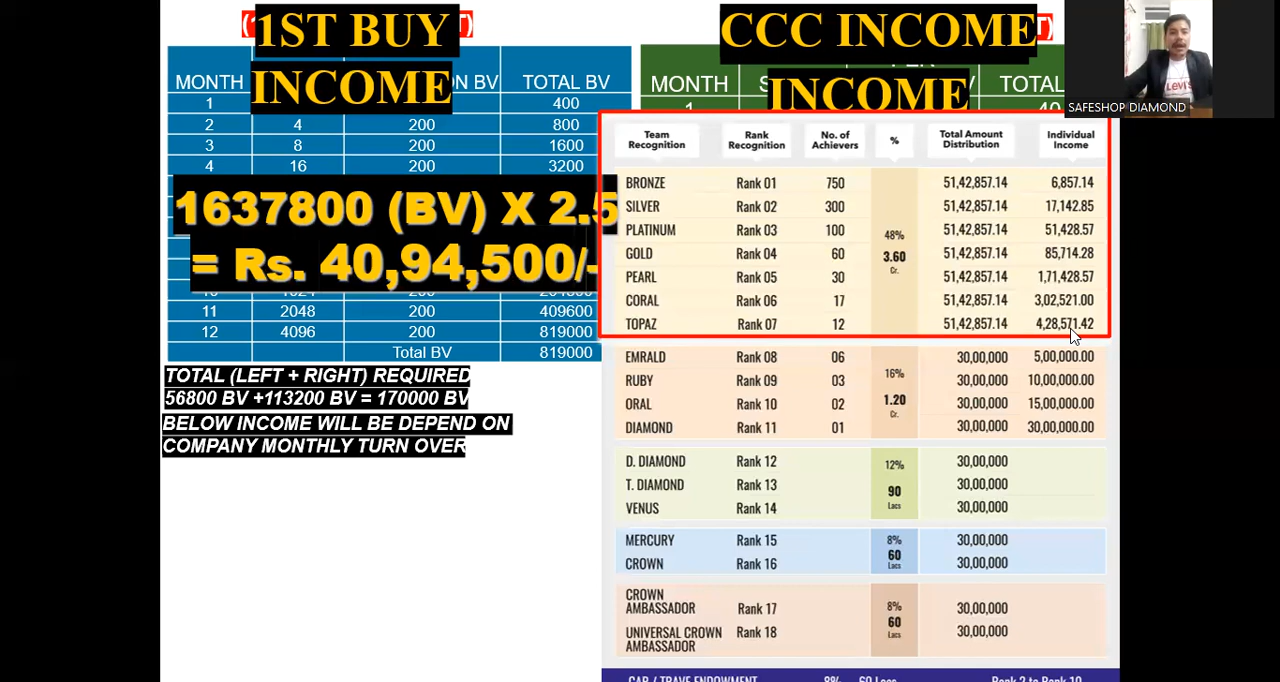 1ST BUY
INCOME
MONTH ON BV TOTAL BV
1 400
2 4 200 800
3 8 200 1600
4 16 200 3200
1637800 (BV) X 2.5
= Rs. 40,94,500/-
11 2048 200 409600
12 4096 200 819000
Total BV 819000
TOTAL (LEFT + RIGHT) REQUIRED
56800 BV +113200 BV = 170000 BV
BELOW INCOME WILL BE DEPEND ON
COMPANY MONTHLY TURN OVER
CCC INCOME
INCOME
MONTH S TOTAL
SAFESHOP DIAMOND
Levi's
Team Recognition Rank Recognition No. of Achievers % Total Amount Distribution Individual Income
BRONZE Rank 01 750 51,42,857.14 6,857.14
SILVER Rank 02 300 51,42,857.14 17,142.85
PLATINUM Rank 03 100 51,42,857.14 51,428.57
48%
GOLD Rank 04 60 3.60 51,42,857.14 85,714.28
Cr.
PEARL Rank 05 30 51,42,857.14 1,71,428.57
CORAL Rank 06 17 51,42,857.14 3,02,521.00
TOPAZ Rank 07 12 51,42,857.14 4,28,571.42
EMRALD Rank 08 06 30,00,000 5,00,000.00
16%
RUBY Rank 09 03 30,00,000 10,00,000.00
ORAL Rank 10 02 1.20 30,00,000 15,00,000.00
Cr.
DIAMOND Rank 11 01 30,00,000 30,00,000.00
D. DIAMOND Rank 12 12% 30,00,000
T. DIAMOND Rank 13 90 30,00,000
VENUS Rank 14 Lacs 30,00,000
MERCURY Rank 15 8% 30,00,000
CROWN Rank 16 60 Lacs 30,00,000
CROWN
AMBASSADOR Rank 17 8% 30,00,000
60
Lacs
UNIVERSAL CROWN Rank 18 30,00,000
AMBASSADOR
CAR / TRAVE ENDOWMENT 8% 60 Lacs Rank 2 to Rank 10